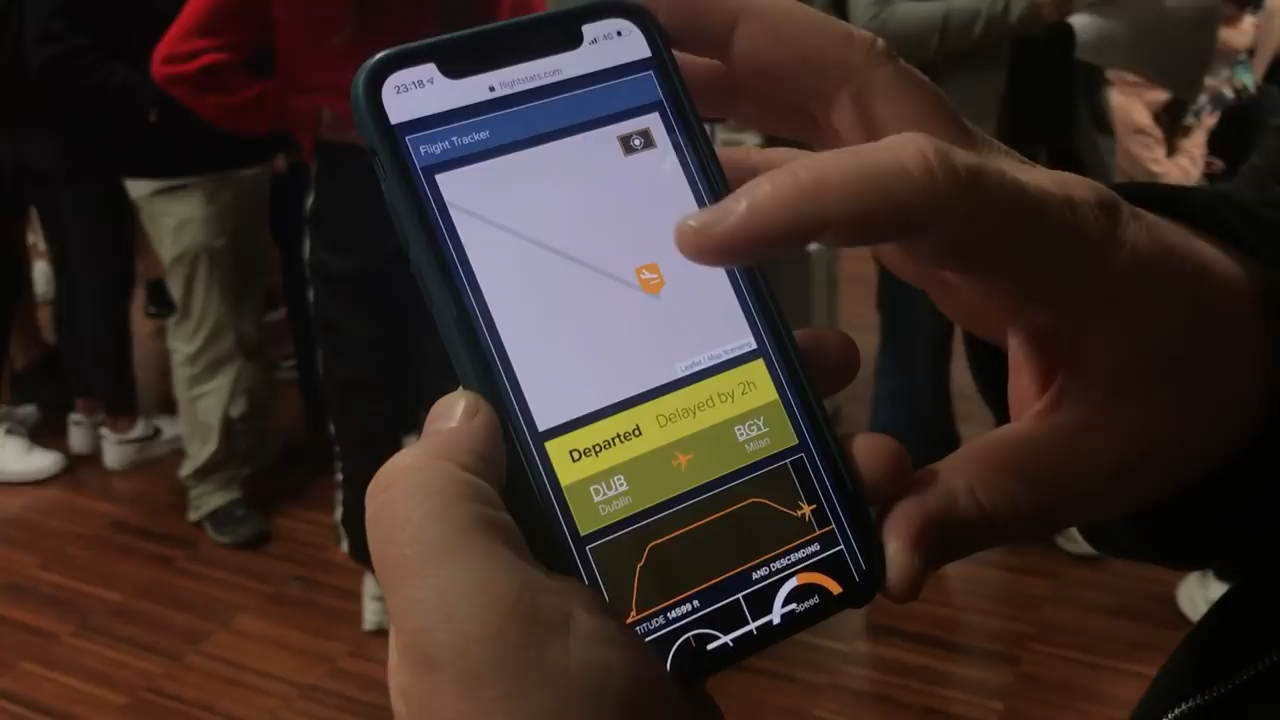 23:18
4G
flightstats.com
Flight Tracker
Leaflet | Map licensing
Departed Delayed by 2h
DUB
Dublin
BGY
Milan
TITUDE 14599 ft AND DESCENDING
Speed